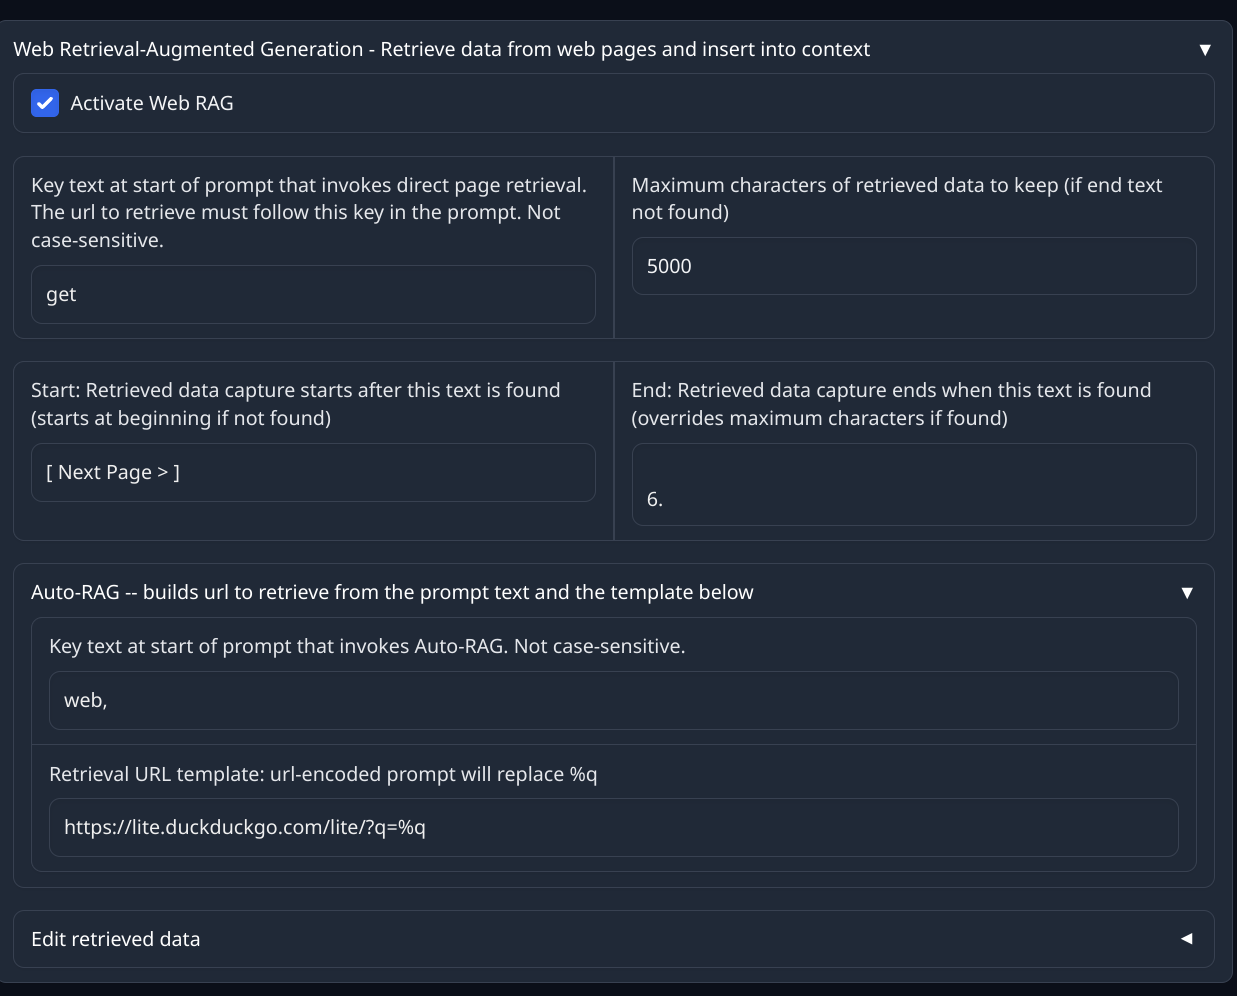 Web Retrieval-Augmented Generation - Retrieve data from web pages and insert into context ▼
Activate Web RAG
Key text at start of prompt that invokes direct page retrieval.
The url to retrieve must follow this key in the prompt. Not
case-sensitive.
get
Maximum characters of retrieved data to keep (if end text
not found)
5000
Start: Retrieved data capture starts after this text is found
(starts at beginning if not found)
[ Next Page > ]
End: Retrieved data capture ends when this text is found
(overrides maximum characters if found)
6.
Auto-RAG -- builds url to retrieve from the prompt text and the template below ▼
Key text at start of prompt that invokes Auto-RAG. Not case-sensitive.
web,
Retrieval URL template: url-encoded prompt will replace %q
https://lite.duckduckgo.com/lite/?q=%q
Edit retrieved data ◀